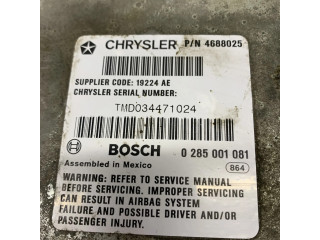 CHRYSLER P/N 4688025
SUPPLIER CODE: 19224 AE
CHRYSLER SERIAL NUMBER:
TMD034471024
BOSCH 0 285 001 081
Assembled in Mexico 864
WARNING: REFER TO SERVICE MANUAL
BEFORE SERVICING. IMPROPER SERVICING
CAN RESULT IN AIRBAG SYSTEM
FAILURE AND POSSIBLE DRIVER AND/OR
PASSENGER INJURY.